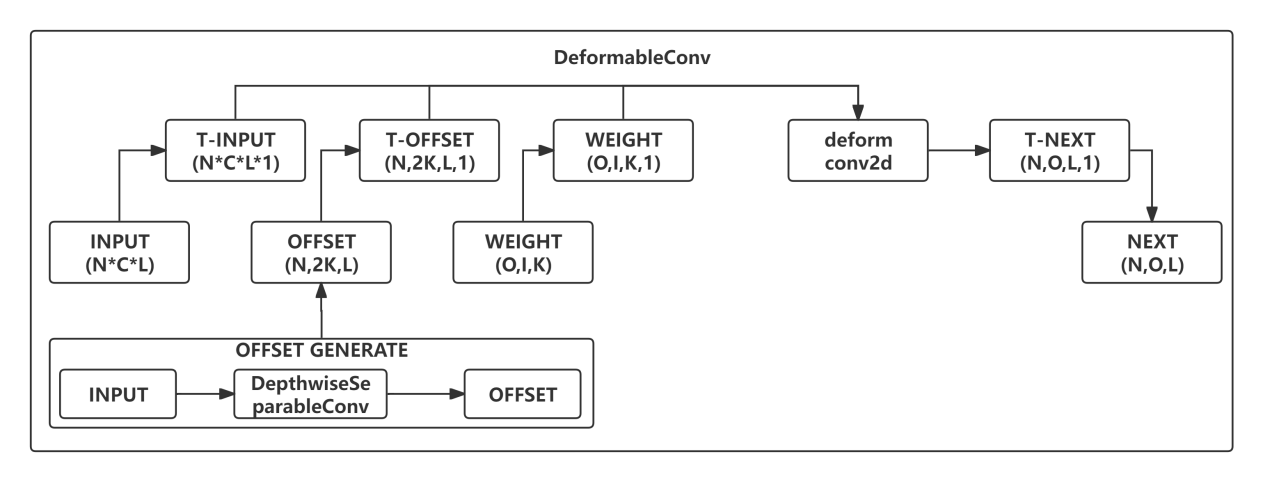 DeformableConv
T-INPUT
(N*C*L*1)
T-OFFSET
(N,2K,L,1)
WEIGHT
(O,I,K,1)
deform
conv2d
T-NEXT
(N,O,L,1)
INPUT
(N*C*L)
OFFSET
(N,2K,L)
WEIGHT
(O,I,K)
NEXT
(N,O,L)
OFFSET GENERATE
INPUT
DepthwiseSe
parableConv
OFFSET